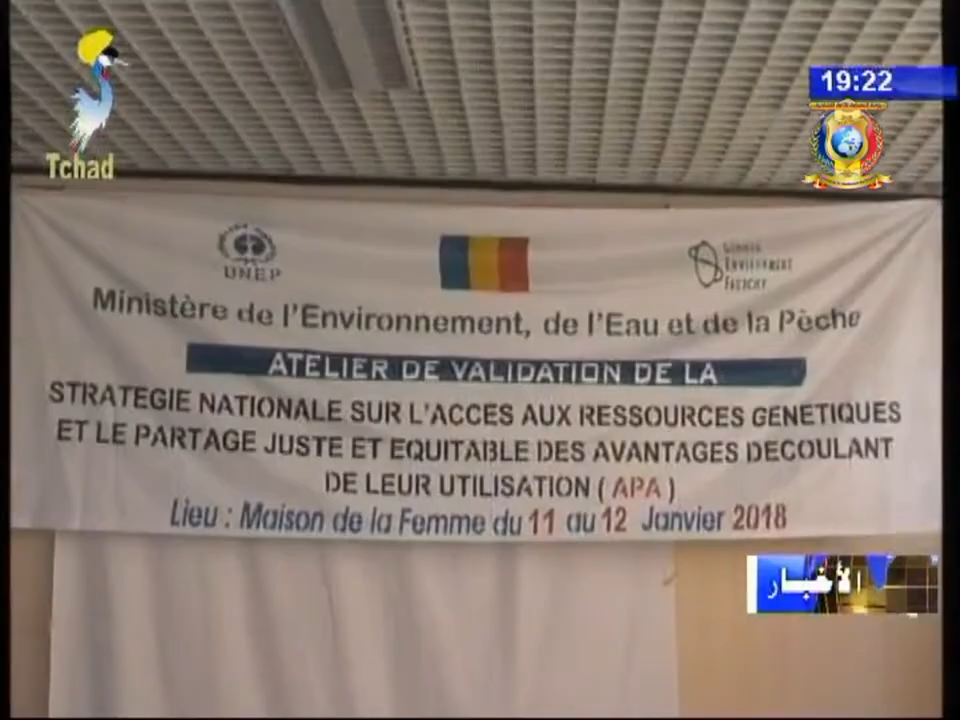 19:22
Tchad
UNEP
GLOBAL
ENVIRONMENT
FACILITY
Ministère de l'Environnement, de l'Eau et de la Pèche
ATELIER DE VALIDATION DE LA
STRATEGIE NATIONALE SUR L'ACCES AUX RESSOURCES GENETIQUES
ET LE PARTAGE JUSTE ET EQUITABLE DES AVANTAGES DECOULANT
DE LEUR UTILISATION ( APA )
Lieu : Maison de la Femme du 11 au 12 Janvier 2018
الأخبار